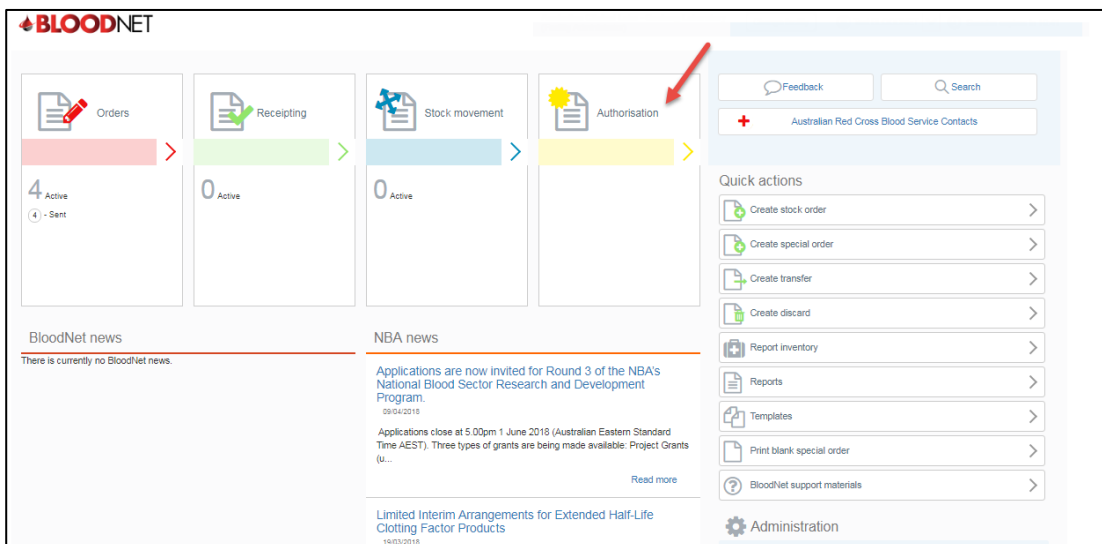 BLOODNET
Orders
4 Active
4 - Sent
Receipting
0 Active
Stock movement
0 Active
Authorisation
Feedback
Search
Australian Red Cross Blood Service Contacts
Quick actions
Create stock order
Create special order
Create transfer
Create discard
Report inventory
Reports
Templates
Print blank special order
BloodNet support materials
Administration
BloodNet news
There is currently no BloodNet news.
NBA news
Applications are now invited for Round 3 of the NBA's
National Blood Sector Research and Development
Program.
09/04/2018
Applications close at 5.00pm 1 June 2018 (Australian Eastern Standard
Time AEST). Three types of grants are being made available: Project Grants
(u...
Read more
Limited Interim Arrangements for Extended Half-Life
Clotting Factor Products
19/03/2018